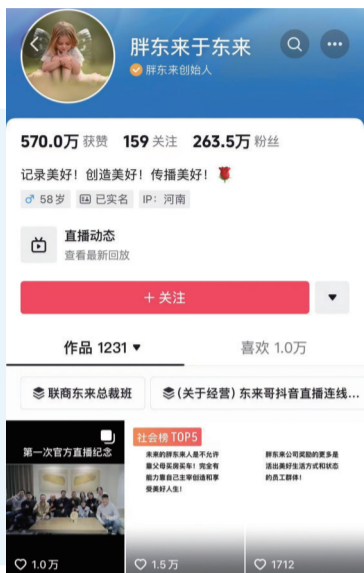 胖东来于东来
胖东来创始人
570.0万 获赞 159 关注 263.5万 粉丝
记录美好！创造美好！传播美好！🌹
♂ 58岁 已实名 IP：河南
直播动态
查看最新回放
+ 关注
作品 1231 ▼ 喜欢 1.0万
联商东来总裁班 (关于经营) 东来哥抖音直播连线...
第一次官方直播纪念
社会榜 TOP5
未来的胖东来人是不允许
靠父母买房买车！完全有
能力靠自己主宰创造和享
受美好人生！
胖东来公司奖励的更多是
活出美好生活方式和状态
的员工群体！
1.0万 1.5万 1712